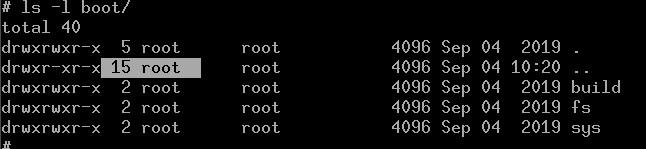 # ls -l boot/
total 40
drwxrwxr-x  5 root     root         4096 Sep 04  2019 .
drwxr-xr-x 15 root     root         4096 Sep 04 10:20 ..
drwxrwxr-x  2 root     root         4096 Sep 04  2019 build
drwxrwxr-x  2 root     root         4096 Sep 04  2019 fs
drwxrwxr-x  2 root     root         4096 Sep 04  2019 sys
#